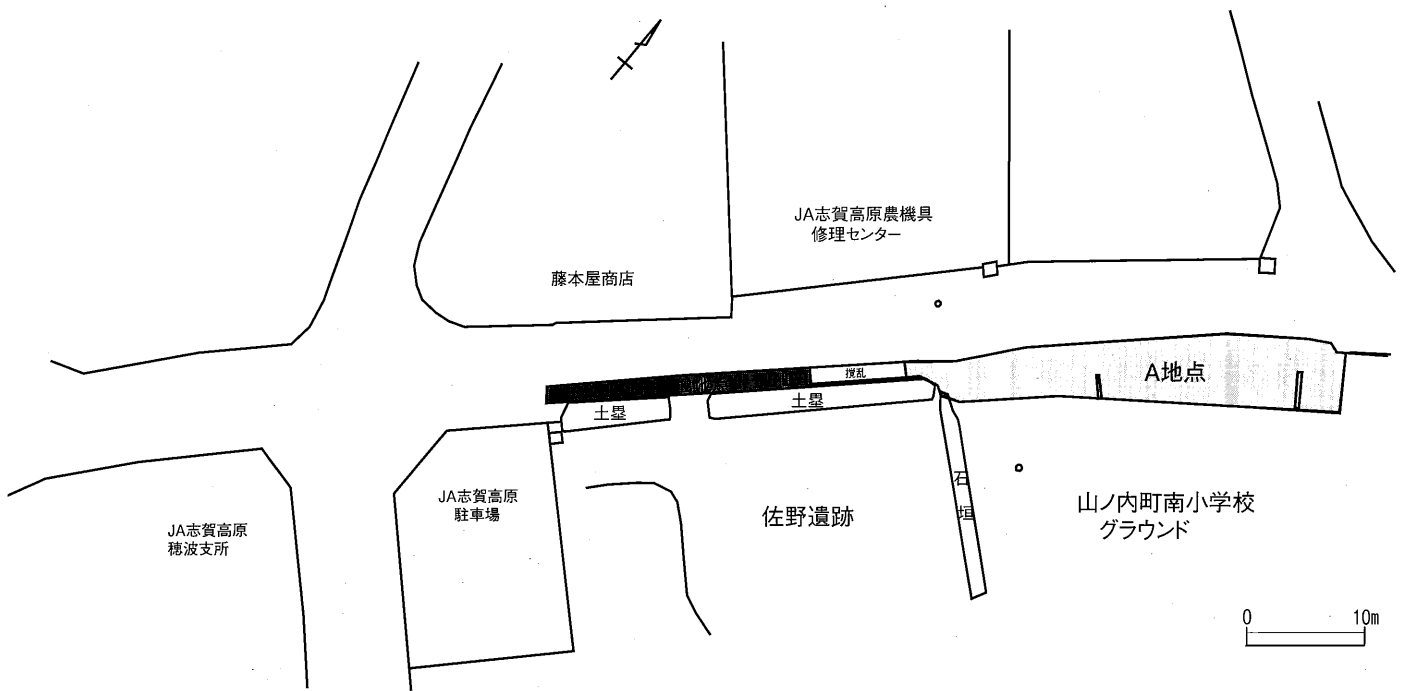 JA志賀高原農機具
修理センター
藤本屋商店
A地点
撹乱
土塁
土塁
石垣
JA志賀高原
駐車場
佐野遺跡
山ノ内町南小学校
グラウンド
JA志賀高原
穂波支所
0 10m